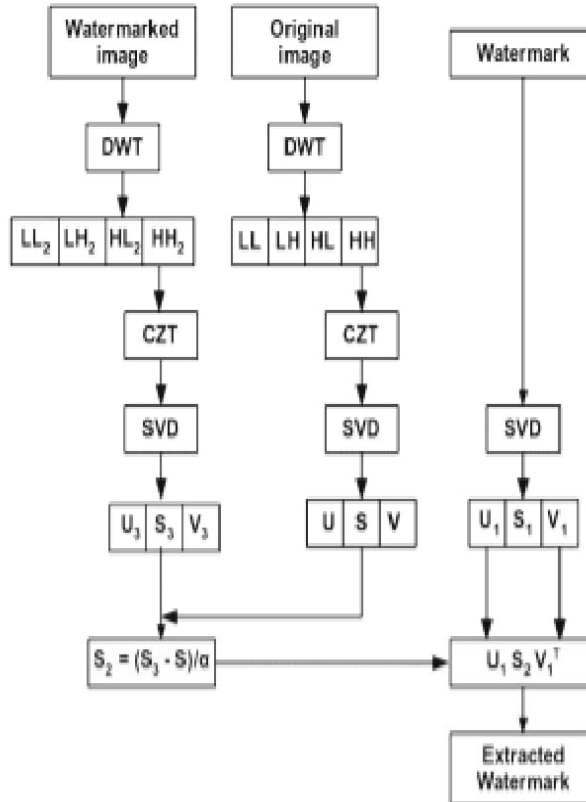 Watermarked
image
Original
image
Watermark
DWT
DWT
LL₂ LH₂ HL₂ HH₂
LL LH HL HH
CZT
CZT
SVD
SVD
SVD
U₃ S₃ V₃
U S V
U₁ S₁ V₁
S₂ = (S₃ - S)/α
U₁ S₂ V₁ᵀ
Extracted
Watermark